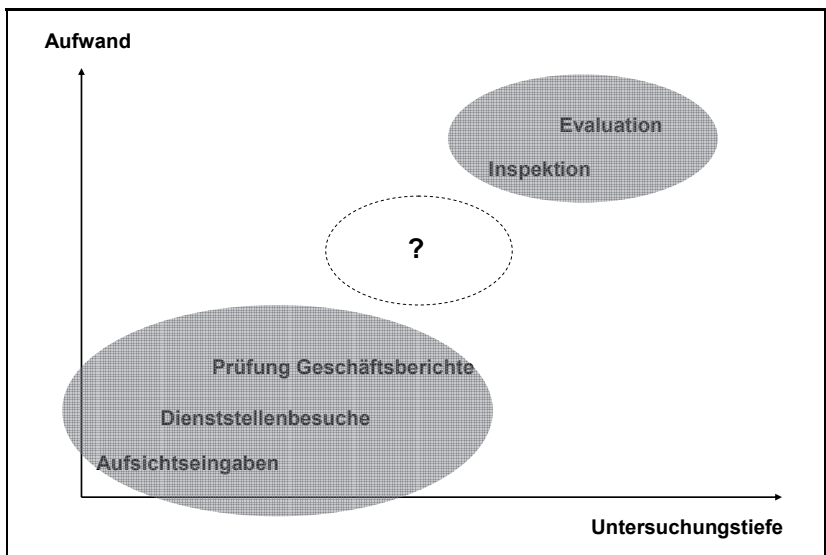 Aufwand
Evaluation
Inspektion
?
Prüfung Geschäftsberichte
Dienststellenbesuche
Aufsichtseingaben
Untersuchungstiefe